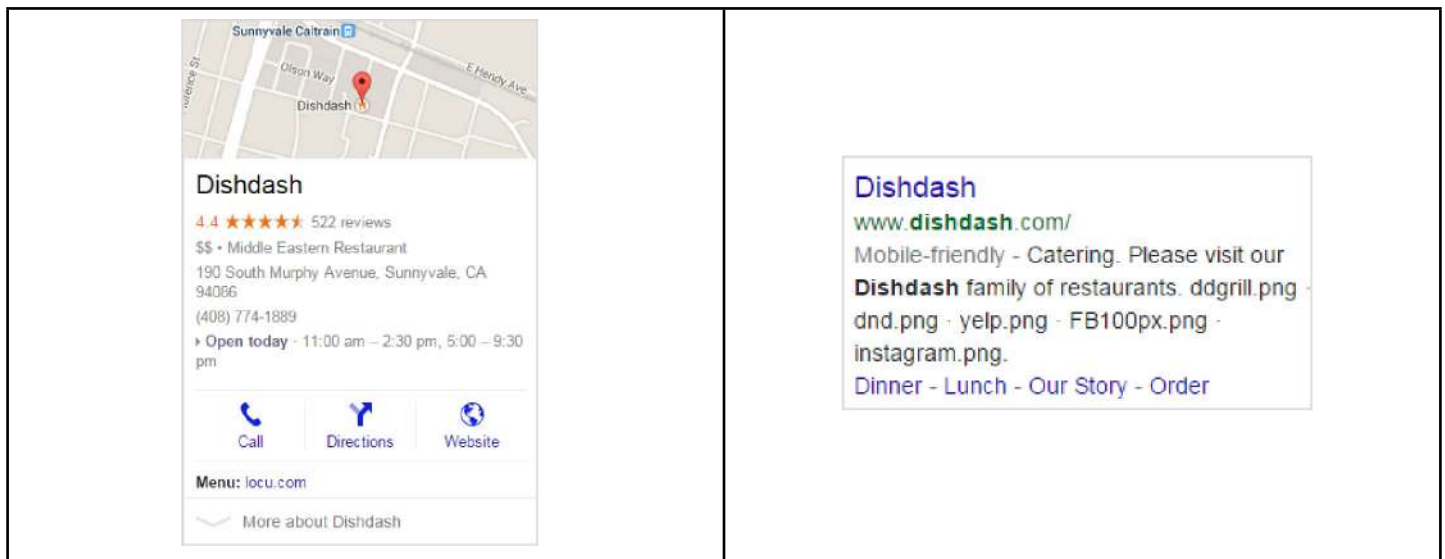 Sunnyvale Caltrain
Olson Way
E Hendy Ave
Dishdash
Dishdash
4.4 522 reviews
$$ • Middle Eastern Restaurant
190 South Murphy Avenue, Sunnyvale, CA
94086
(408) 774-1889
Open today · 11:00 am – 2:30 pm, 5:00 – 9:30
pm
Call Directions Website
Menu: locu.com
More about Dishdash
Dishdash
www.dishdash.com/
Mobile-friendly - Catering. Please visit our
Dishdash family of restaurants. ddgrill.png ·
dnd.png · yelp.png · FB100px.png ·
instagram.png.
Dinner - Lunch - Our Story - Order